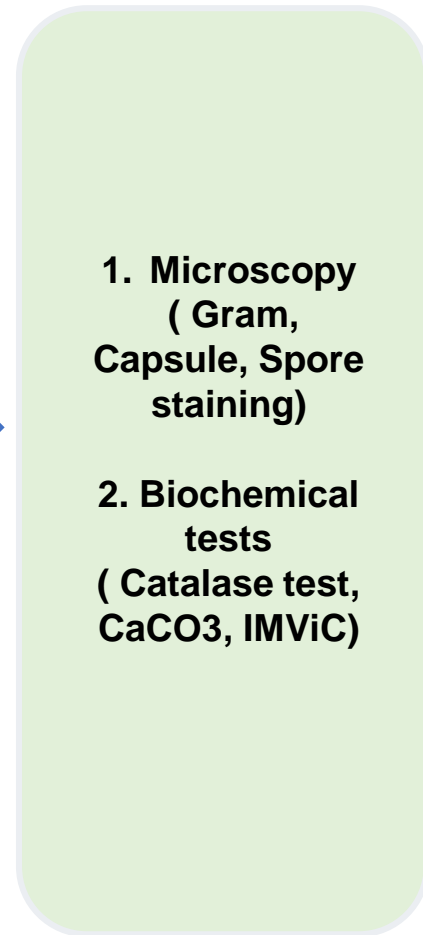 1. Microscopy
( Gram,
Capsule, Spore
staining)
2. Biochemical
tests
( Catalase test,
CaCO3, IMViC)